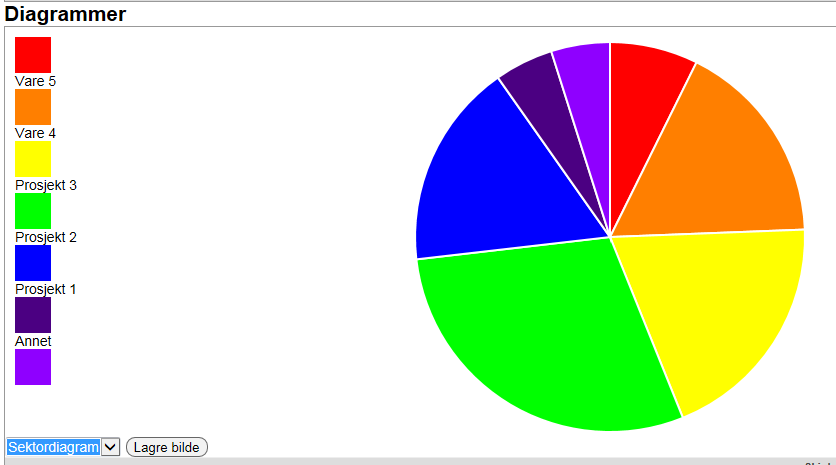 Diagrammer
Vare 5
Vare 4
Prosjekt 3
Prosjekt 2
Prosjekt 1
Annet
Sektordiagram
Lagre bilde